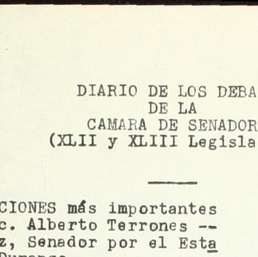 DIARIO DE LOS DEBA
DE LA
CAMARA DE SENADOR
(XLII y XLIII Legisla
CIONES más importantes
c. Alberto Terrones --
z, Senador por el Esta
Durango